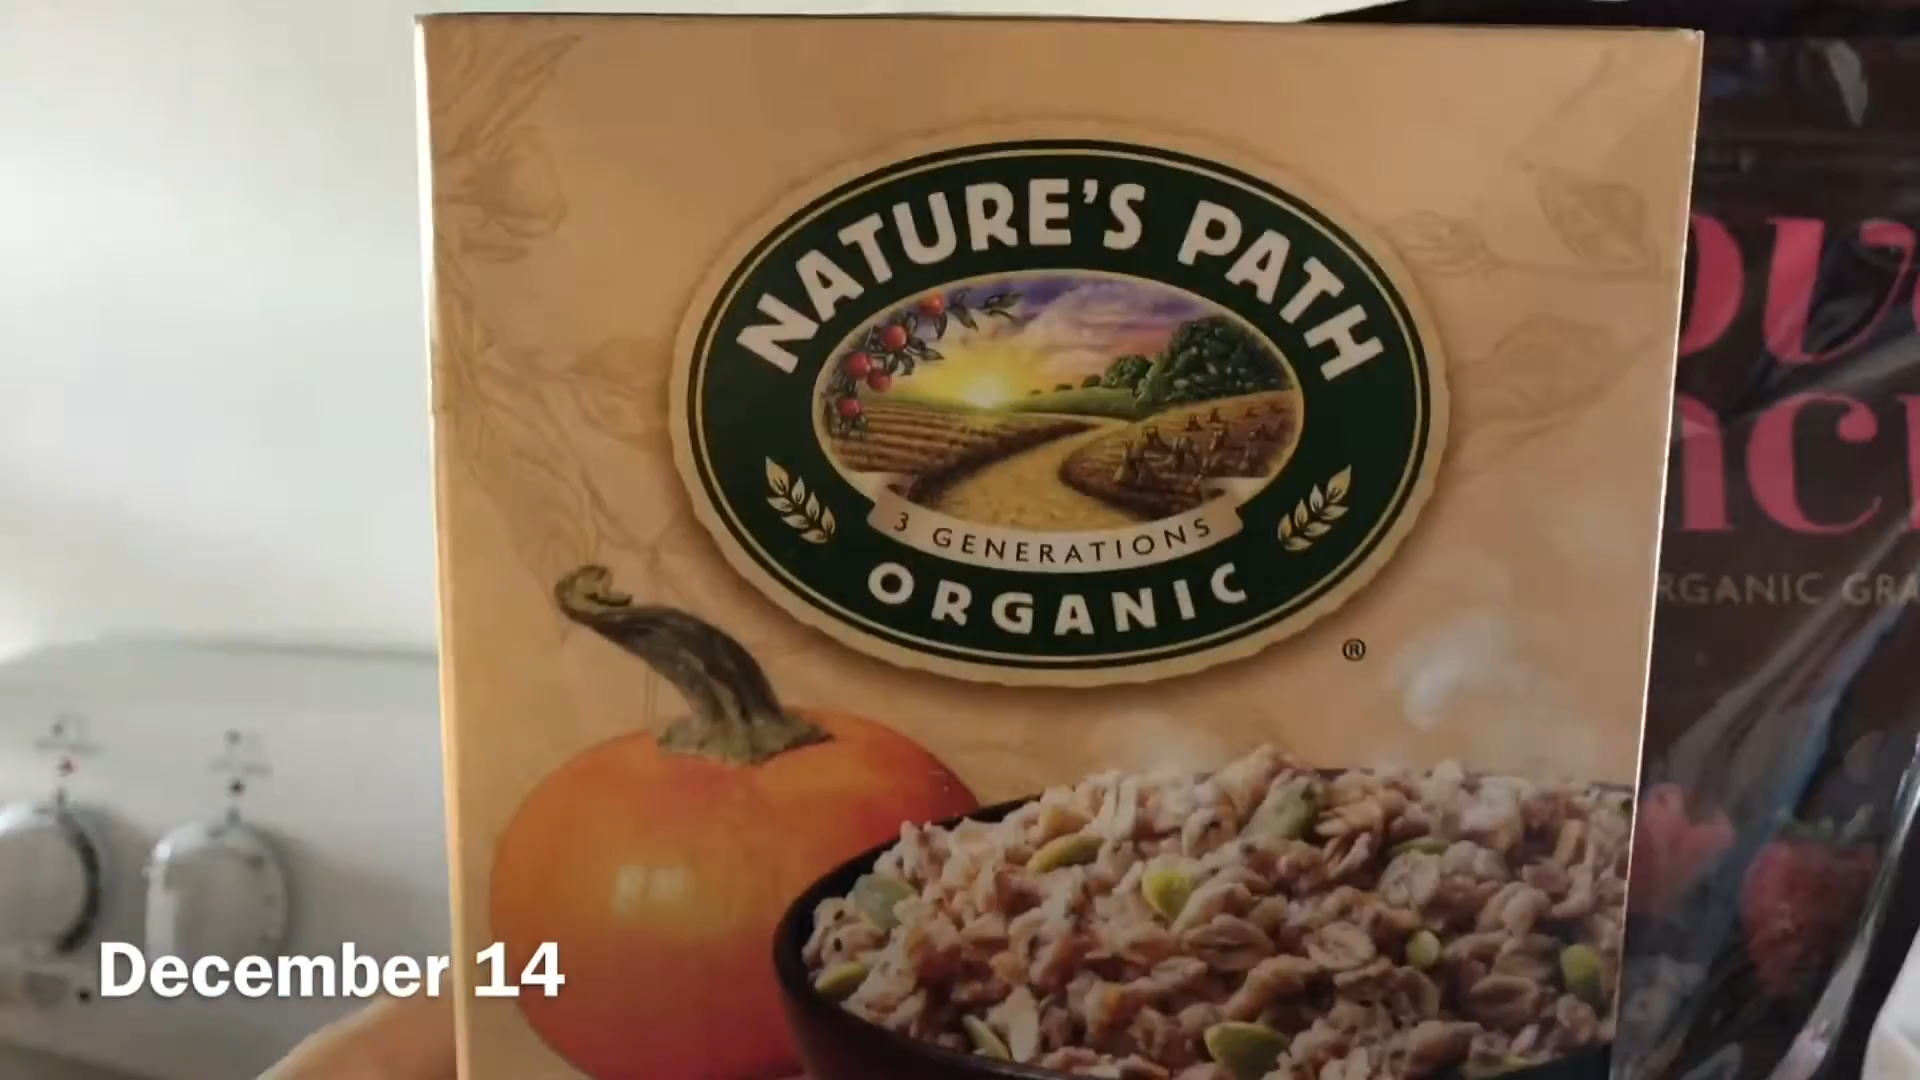 NATURE'S PATH
3 GENERATIONS
ORGANIC
®
December 14